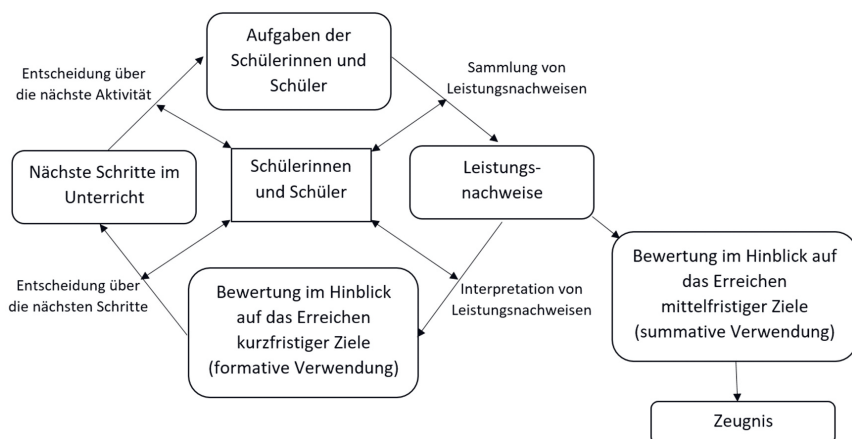 Aufgaben der
Schülerinnen und
Schüler
Entscheidung über
die nächste Aktivität
Sammlung von
Leistungsnachweisen
Nächste Schritte im
Unterricht
Schülerinnen
und Schüler
Leistungs-
nachweise
Entscheidung über
die nächsten Schritte
Bewertung im Hinblick
auf das Erreichen
kurzfristiger Ziele
(formative Verwendung)
Interpretation von
Leistungsnachweisen
Bewertung im Hinblick auf
das Erreichen
mittelfristiger Ziele
(summative Verwendung)
Zeugnis